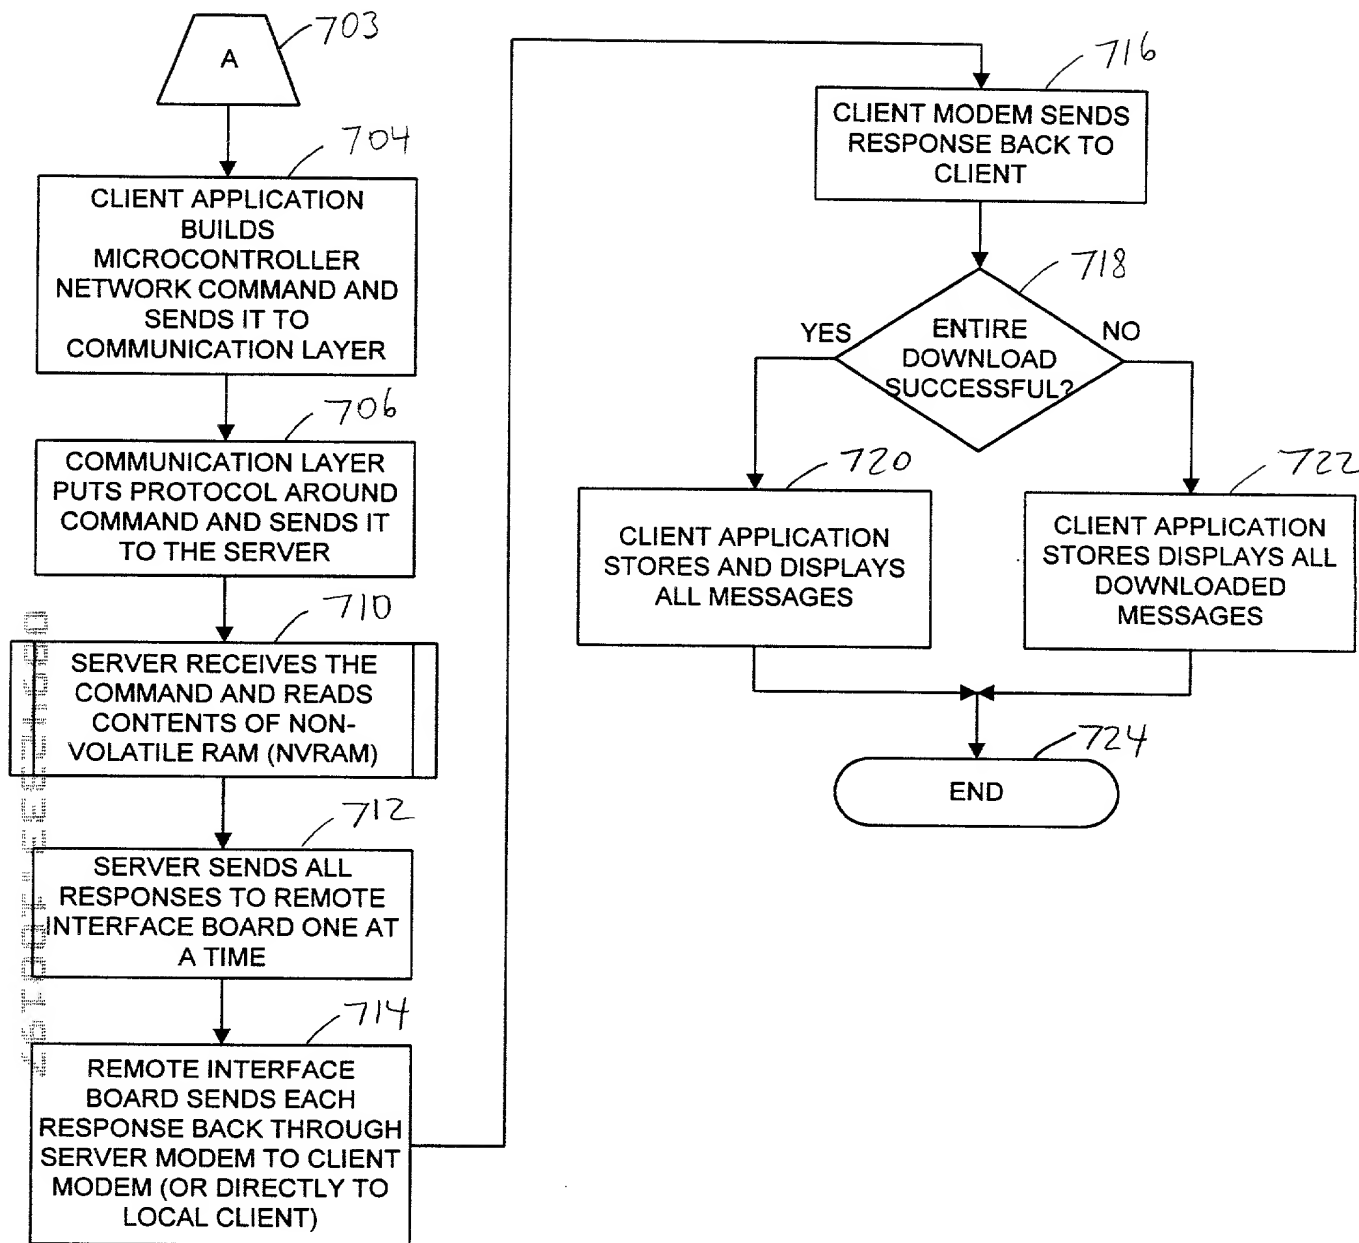 A
703
704
CLIENT APPLICATION
BUILDS
MICROCONTROLLER
NETWORK COMMAND AND
SENDS IT TO
COMMUNICATION LAYER
706
COMMUNICATION LAYER
PUTS PROTOCOL AROUND
COMMAND AND SENDS IT
TO THE SERVER
710
SERVER RECEIVES THE
COMMAND AND READS
CONTENTS OF NON-
VOLATILE RAM (NVRAM)
712
SERVER SENDS ALL
RESPONSES TO REMOTE
INTERFACE BOARD ONE AT
A TIME
714
REMOTE INTERFACE
BOARD SENDS EACH
RESPONSE BACK THROUGH
SERVER MODEM TO CLIENT
MODEM (OR DIRECTLY TO
LOCAL CLIENT)
716
CLIENT MODEM SENDS
RESPONSE BACK TO
CLIENT
718
YES
ENTIRE
DOWNLOAD
SUCCESSFUL?
NO
720
CLIENT APPLICATION
STORES AND DISPLAYS
ALL MESSAGES
722
CLIENT APPLICATION
STORES DISPLAYS ALL
DOWNLOADED
MESSAGES
724
END